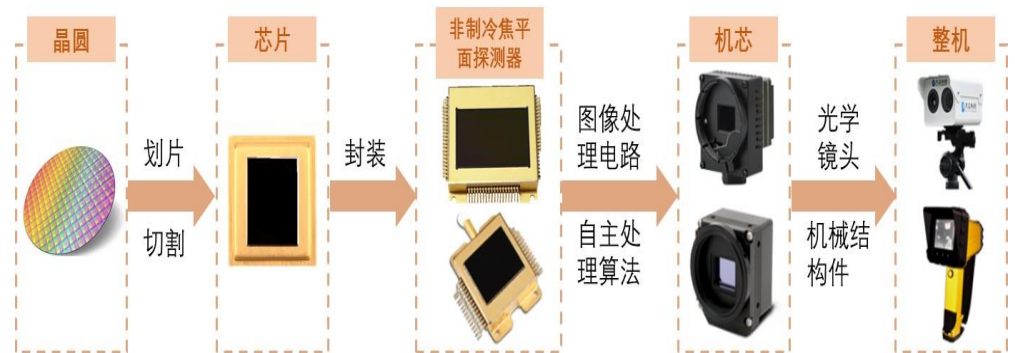 晶圆
芯片
非制冷焦平
面探测器
机芯
整机
划片
切割
封装
图像处
理电路
自主处
理算法
光学
镜头
机械结
构件